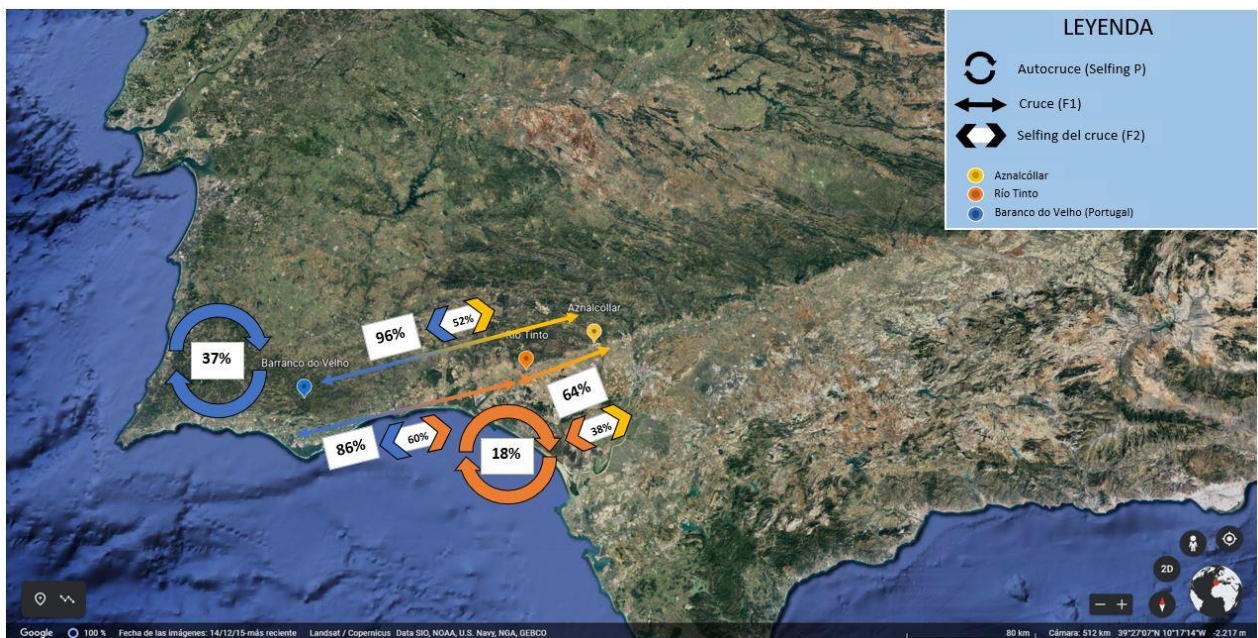 LEYENDA
Autocruce (Selfing P)
Cruce (F1)
Selfing del cruce (F2)
Aznalcóllar
Río Tinto
Baranco do Velho (Portugal)
Aznalcóllar
52%
96%
Río Tinto
37%
Barranco do Velho
64%
86%
60%
18%
38%
2D
Google
100 %
Fecha de las imágenes: 14/12/15-más reciente
Landsat / Copernicus Data SIO, NOAA, U.S. Navy, NGA, GEBCO
80 km
Cámara: 512 km 39°27'07"N 10°17'14"W -2.217 m